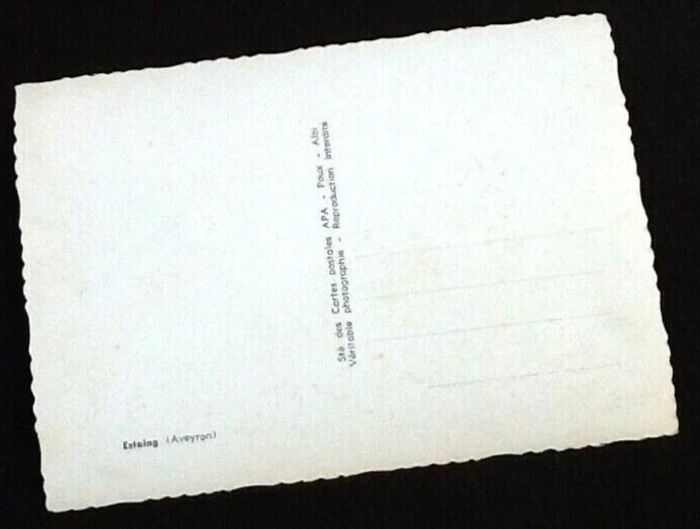 Sté des Cartes postales APA - Poux - Albi
Véritable photographie - Reproduction Interdite
Estaing (Aveyron)